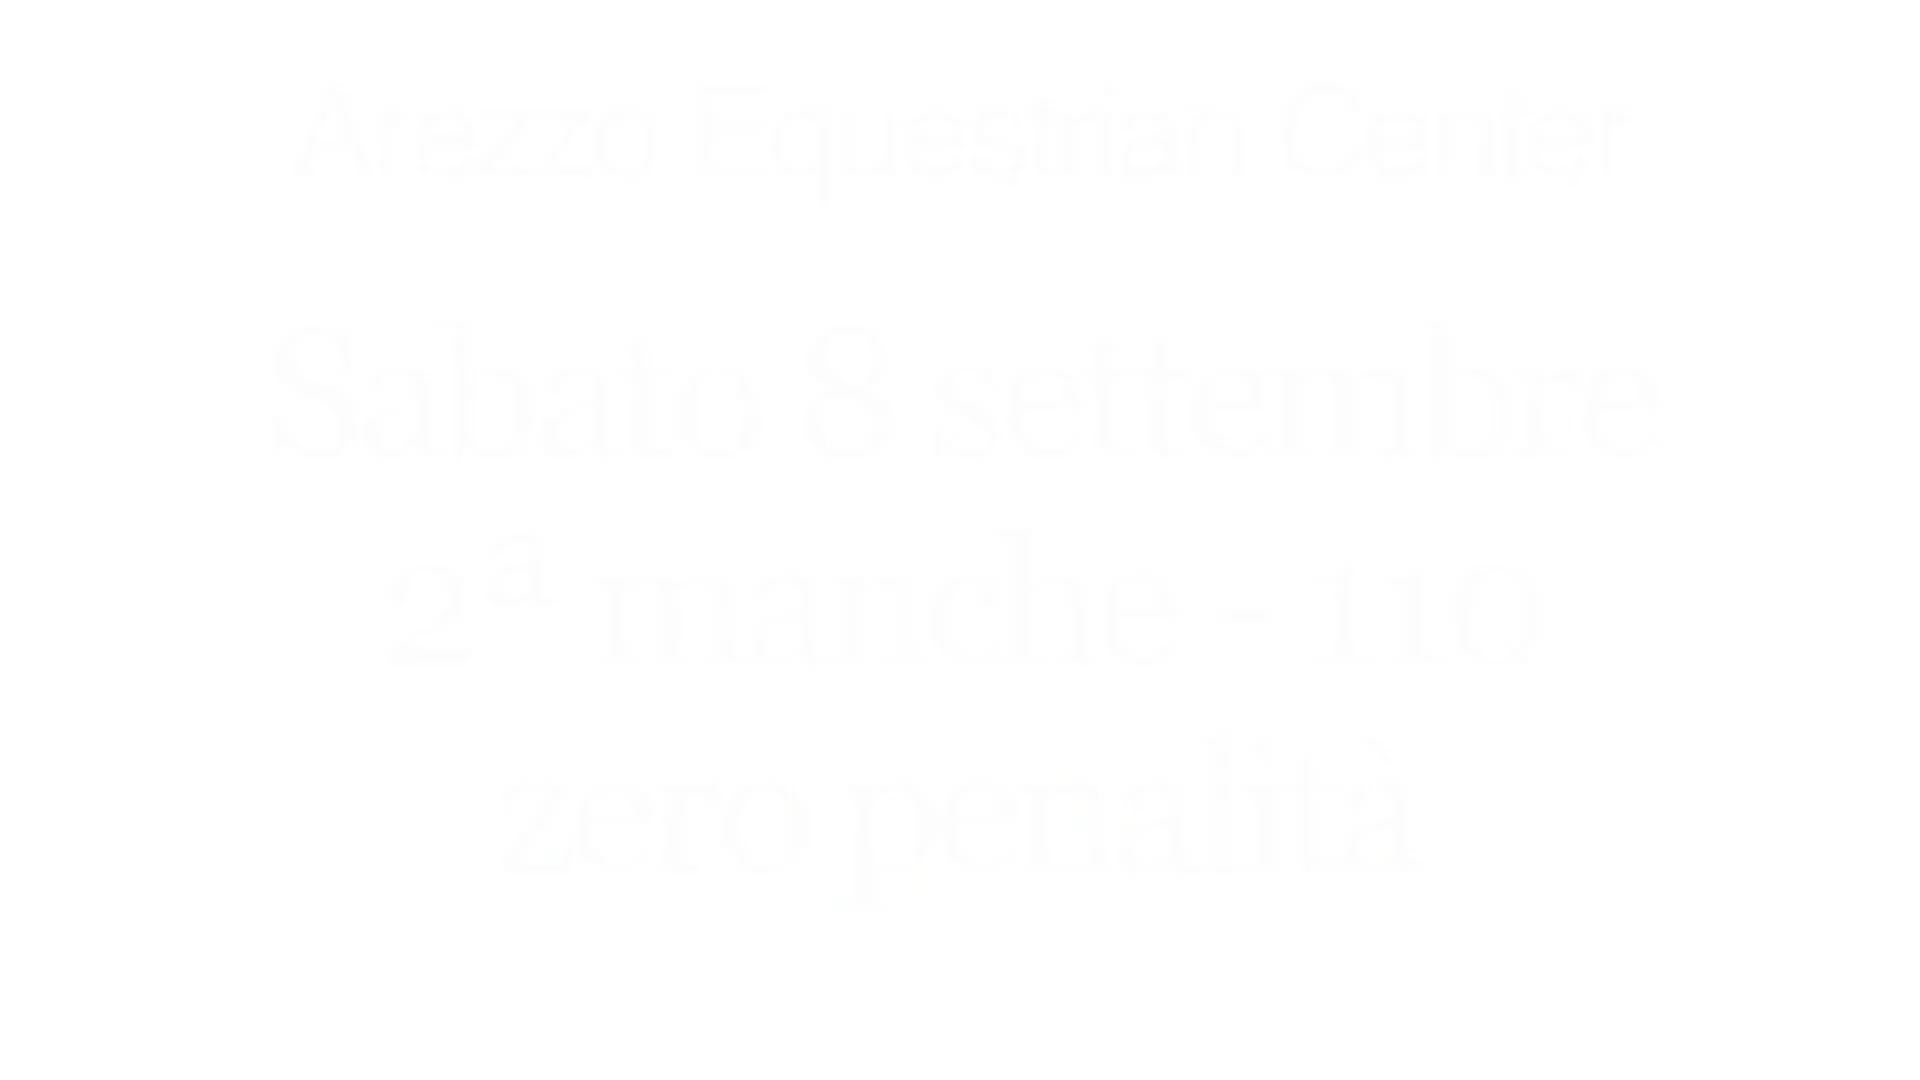 Arezzo Equestrian Center
Sabato 8 settembre
2ª manche - 110
zero penalità